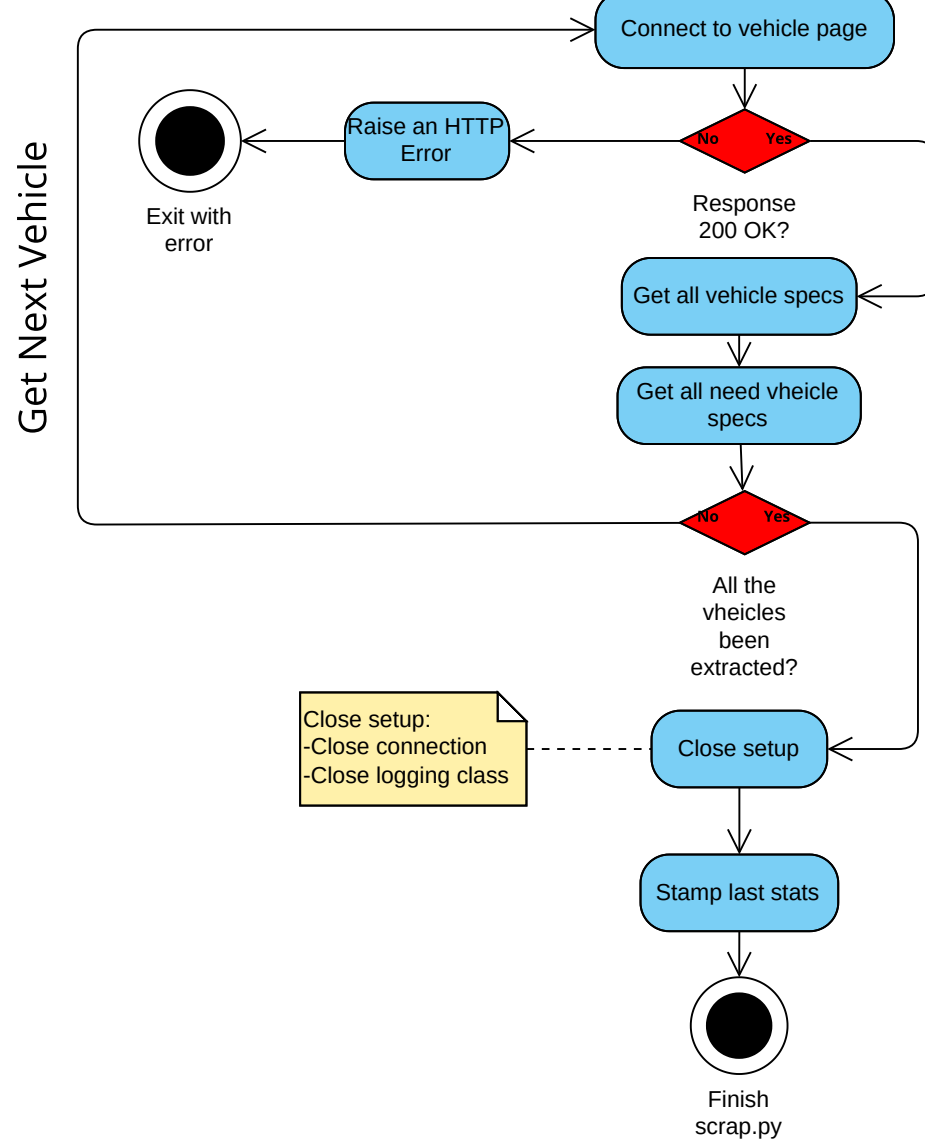 Connect to vehicle page
No
Yes
Raise an HTTP
Error
Response
200 OK?
Exit with
error
Get Next Vehicle
Get all vehicle specs
Get all need vheicle
specs
No
Yes
All the
vheicles
been
extracted?
Close setup:
-Close connection
-Close logging class
Close setup
Stamp last stats
Finish
scrap.py